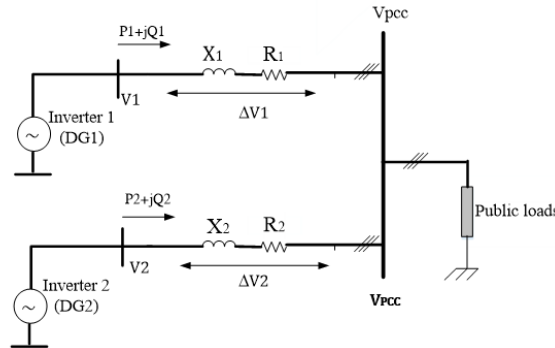 Vpcc
P1+jQ1
X1
R1
V1
ΔV1
Inverter 1
(DG1)
~
P2+jQ2
X2
R2
Public loads
V2
ΔV2
Inverter 2
(DG2)
~
VPCC